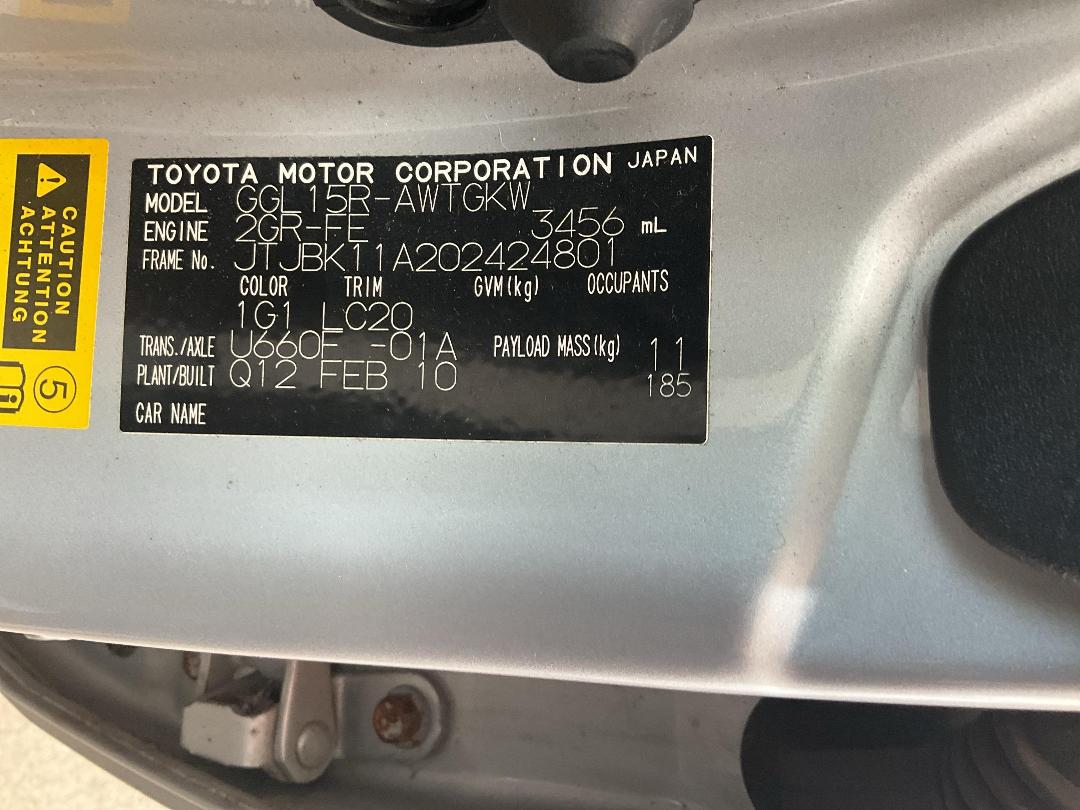 TOYOTA MOTOR CORPORATION JAPAN
MODEL GGL15R-AWTGKW
ENGINE 2GR-FE 3456 mL
FRAME No. JTJBK11A202424801
COLOR TRIM GVM(kg) OCCUPANTS
1G1 LC20
TRANS./AXLE U660F -01A PAYLOAD MASS(kg) 11
PLANT/BUILT Q12 FEB 10 185
CAR NAME
CAUTION
ATTENTION
ACHTUNG
5